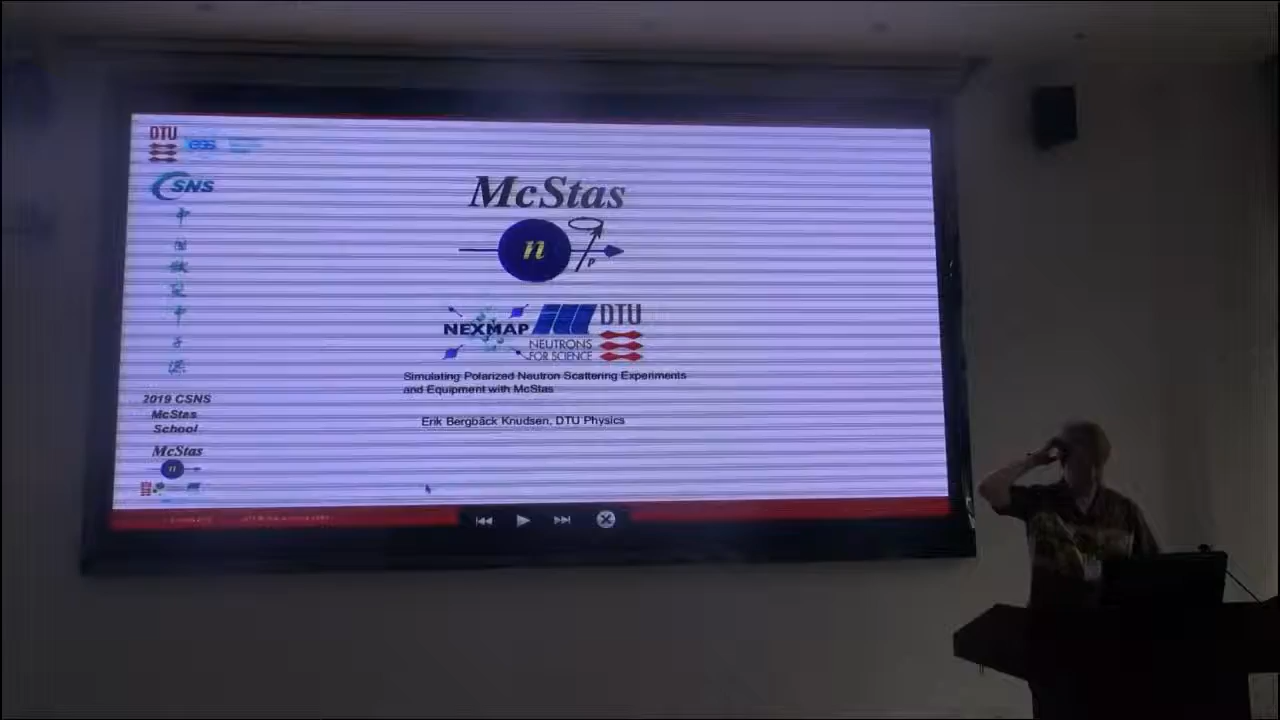 DTU
ess
CSNS
中
国
散
裂
中
子
源
2019 CSNS
McStas
School
McStas
n
McStas
n
P
NEXMAP
NEUTRONS
FOR SCIENCE
DTU
Simulating Polarized Neutron Scattering Experiments
and Equipment with McStas
Erik Bergbäck Knudsen, DTU Physics